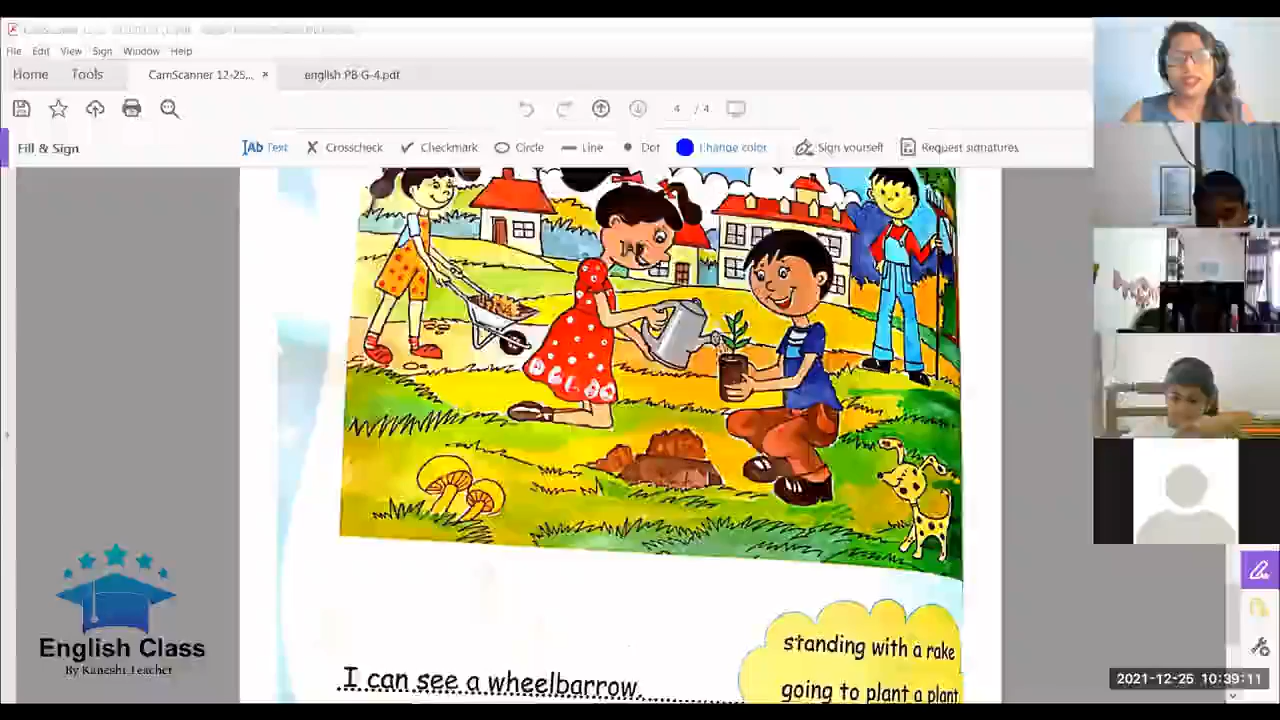 File Edit View Sign Window Help
Home Tools CamScanner 12-25,... × english PB G-4.pdf
4 / 4
Fill & Sign
Ab Text Crosscheck Checkmark Circle Line Dot Change color Sign yourself Request signatures
English Class
By Kaneshi Teacher
standing with a rake
I can see a wheelbarrow.
going to plant a plant
2021-12-25 10:39:11